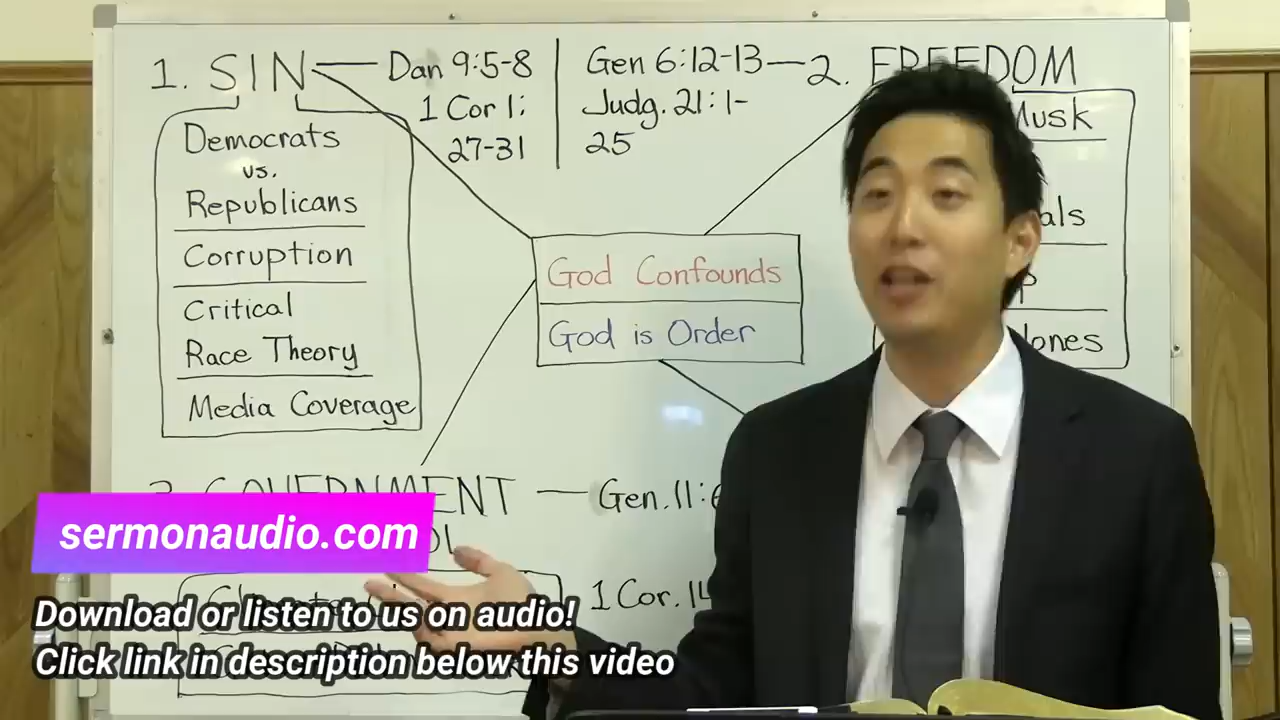 1. SIN
Dan 9:5-8
1 Cor 1:
27-31
Gen 6:12-13
Judg. 21:1-
25
2. FREEDOM
Democrats
vs.
Republicans
Corruption
Critical
Race Theory
Media Coverage
Musk
God Confounds
God is Order
GOVERNMENT
Gen. 11:
1 Cor. 14
sermonaudio.com
Download or listen to us on audio!
Click link in description below this video